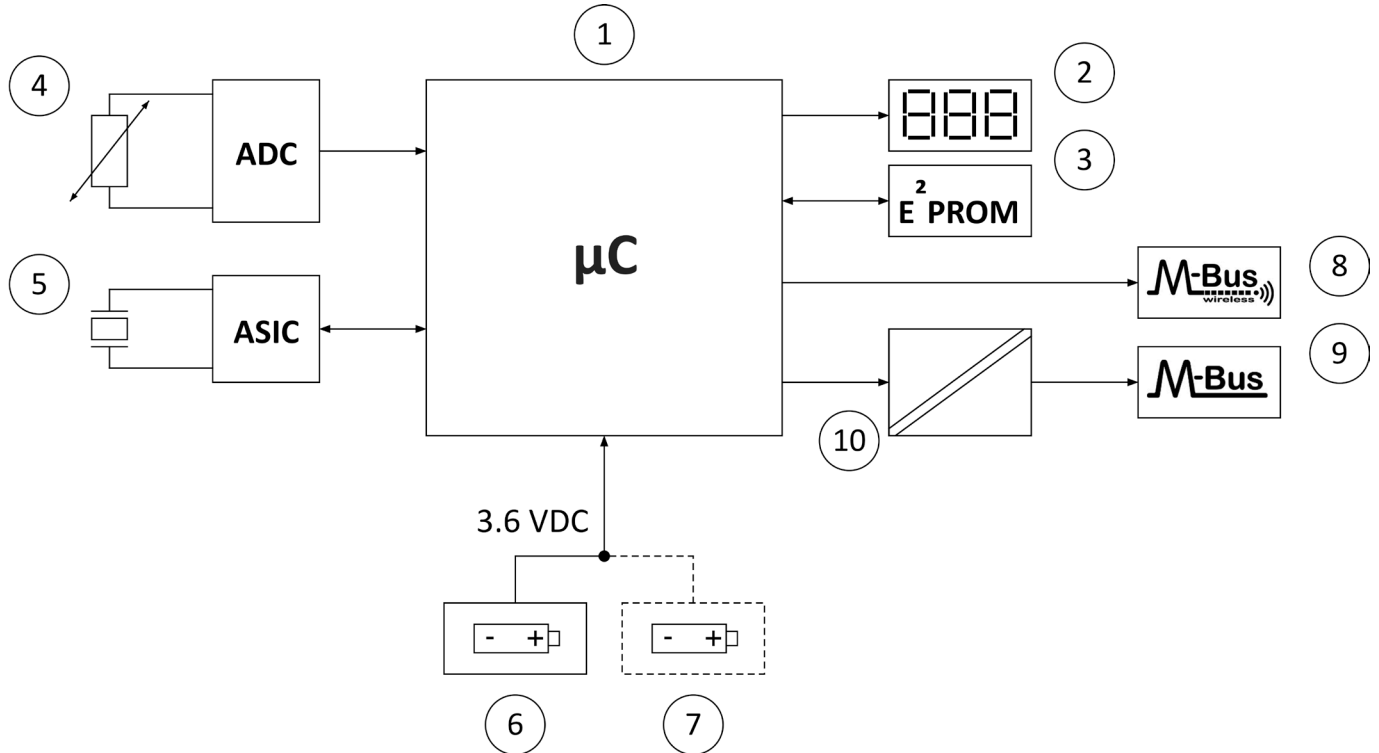 1
4
2
ADC
888
3
E²PROM
µC
5
8
M-Bus
wireless
ASIC
9
M-Bus
10
3.6 VDC
- +
- +
6
7